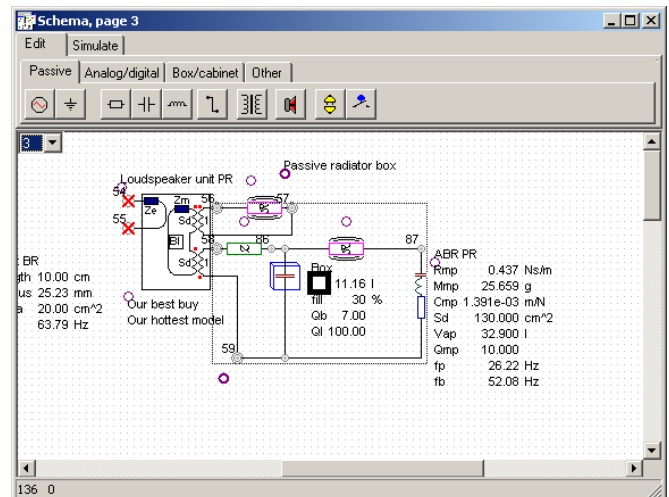 Schema, page 3
Edit Simulate
Passive Analog/digital Box/cabinet Other
3
Passive radiator box
Loudspeaker unit PR
54 Zm 56 57
Ze
55 Sd 1
Bl 58 86 87
Sd 1
BR
gth 10.00 cm
us 25.23 mm
a 20.00 cm^2
63.79 Hz
Our best buy
Our hottest model
59
Box
11.16 l
fill 30 %
Qb 7.00
Ql 100.00
ABR PR
Rmp 0.437 Ns/m
Mmp 25.659 g
Cmp 1.391e-03 m/N
Sd 130.000 cm^2
Vap 32.900 l
Qmp 10.000
fp 26.22 Hz
fb 52.08 Hz
136 0